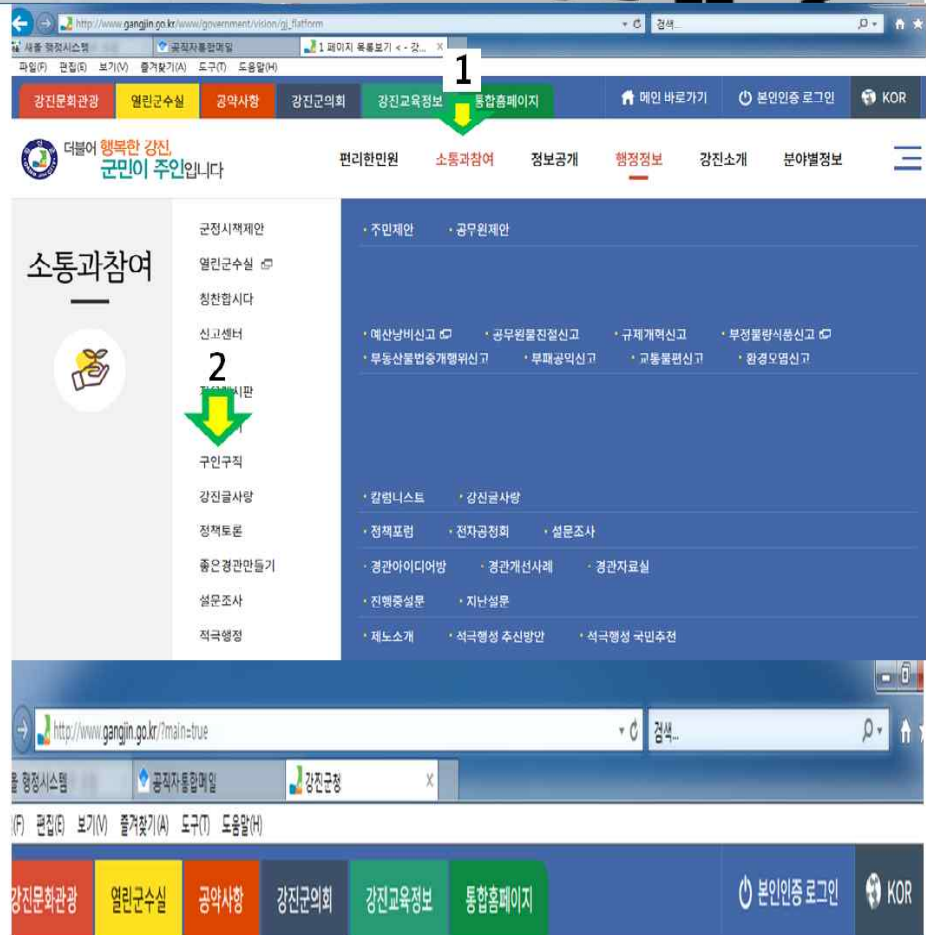 http://www.gangjin.go.kr/www/government/vision/gj_flatform
검색...
새올 행정시스템 공직자통합메일 1 페이지 목록보기 < - 갓... X
파일(F) 편집(E) 보기(V) 즐겨찾기(A) 도구(T) 도움말(H)
1
강진문화관광 열린군수실 공약사항 강진군의회 강진교육정보 통합홈페이지 메인 바로가기 본인인증 로그인 KOR
더불어 행복한 강진,
군민이 주인입니다
편리한민원 소통과참여 정보공개 행정정보 강진소개 분야별정보
소통과참여
군정시책제안 · 주민제안 · 공무원제안
열린군수실
칭찬합시다
신고센터 · 예산낭비신고 · 공무원불친절신고 · 규제개혁신고 · 부정불량식품신고
· 부동산불법중개행위신고 · 부패공익신고 · 교통불편신고 · 환경오염신고
2
시판
구인구직
강진글사랑 · 칼럼니스트 · 강진글사랑
정책토론 · 정책포럼 · 전자공청회 · 설문조사
좋은경관만들기 · 경관아이디어방 · 경관개선사례 · 경관자료실
설문조사 · 진행중설문 · 지난설문
적극행정 · 제도소개 · 적극행정 추진방안 · 적극행정 국민추천
http://www.gangjin.go.kr/?main=true
검색...
행정시스템 공직자통합메일 강진군청 X
(F) 편집(E) 보기(V) 즐겨찾기(A) 도구(T) 도움말(H)
강진문화관광 열린군수실 공약사항 강진군의회 강진교육정보 통합홈페이지 본인인증 로그인 KOR